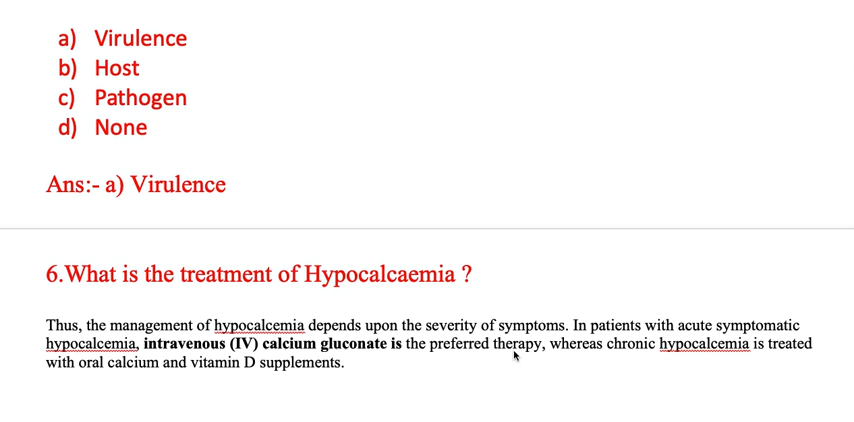 a) Virulence
b) Host
c) Pathogen
d) None
Ans:- a) Virulence
6.What is the treatment of Hypocalcaemia ?
Thus, the management of hypocalcemia depends upon the severity of symptoms. In patients with acute symptomatic
hypocalcemia, intravenous (IV) calcium gluconate is the preferred therapy, whereas chronic hypocalcemia is treated
with oral calcium and vitamin D supplements.